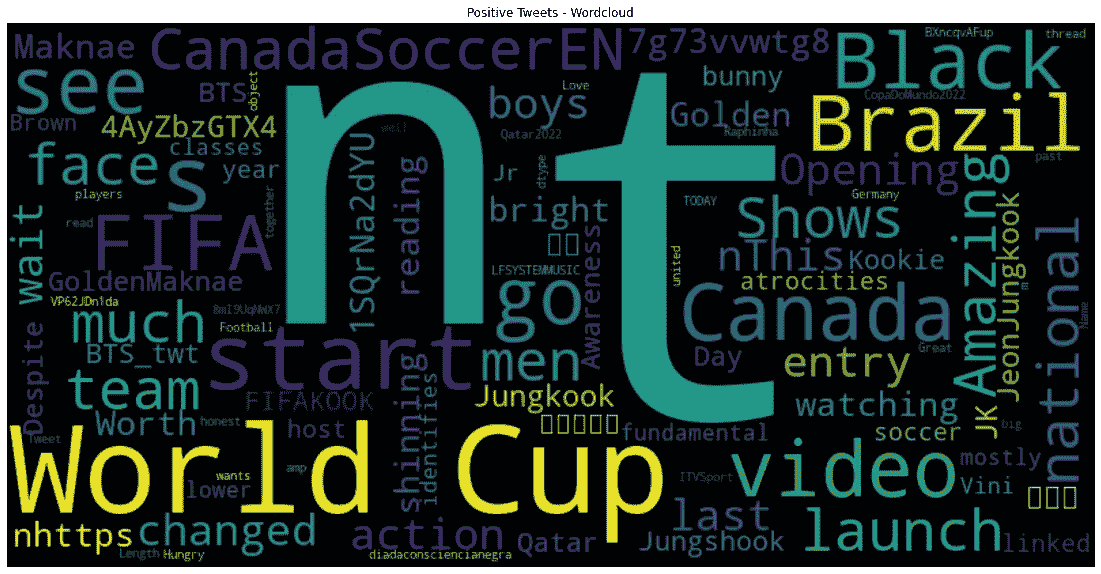 Positive Tweets - Wordcloud
Maknae
CanadaSoccerEN
7g73vvwtg8
BXncqvAFup
thread
see
BTS
object
Love
boys
bunny
Black
Brown
4AyZbzGTX4
Qatar2022
Golden
CopaDoMundo2022
Raphinha
Brazil
well
classes
faces
s
year
nt
Jr
dtype
Opening
past
players
TODAY
Germany
Amazing
wait
read
FIFA
together
1SQrNa2dYU
reading
bright
Shows
JeonJungkook
national
GoldenMaknae
LFSYSTEMMUSIC
Awareness
united
nThis
Kookie
atrocities
VP62JDn1da
8mI9UqNWX7
go
Canada
m
Name
Despite
much
Football
start
BTS_twt
men
Day
entry
Great
team
shinning
identifies
Jungkook
JK
FIFAKOOK
watching
Worth
honest
host
fundamental
soccer
big
Tweet
World Cup
amp
wants
lower
ITVSport
video
mostly
Vini
nhttps
changed
action
Qatar
last
Jungshook
launch
linked
Length
Hungry
diadaconsciencianegra